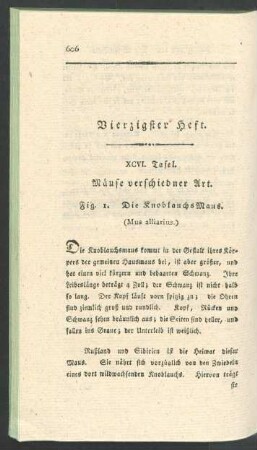 606
Vierzigster Heft.
XCVI. Tafel.
Mäuse verschiedner Art.
Fig. 1. Die KnoblauchsMaus.
(Mus alliarius.)
Die Knoblauchsmaus kommt in der Gestalt ihres Kör-
pers der gemeinen Hausmaus bei, ist aber größer, und
hat einen viel kürzern und behaarten Schwanz. Ihre
Leibeslänge beträgt 4 Zoll; der Schwanz ist nicht halb
so lang. Der Kopf läuft vorn spizig zu; die Ohren
sind ziemlich groß und rundlich. Kopf, Rücken und
Schwanz sehen bräunlich aus; die Seiten sind heller, und
fallen ins Graue; der Unterleib ist weißlich.
Rußland und Sibirien ist die Heimat dieser
Maus. Sie nährt sich vorzüglich von den Zwiebeln
eines dort wildwachsenden Knoblauchs. Hiervon trägt
sie